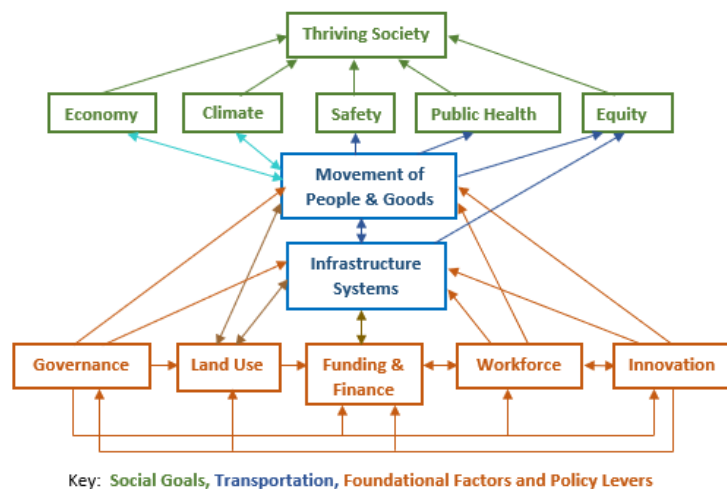 Thriving Society
Economy
Climate
Safety
Public Health
Equity
Movement of
People & Goods
Infrastructure
Systems
Governance
Land Use
Funding &
Finance
Workforce
Innovation
Key: Social Goals, Transportation, Foundational Factors and Policy Levers